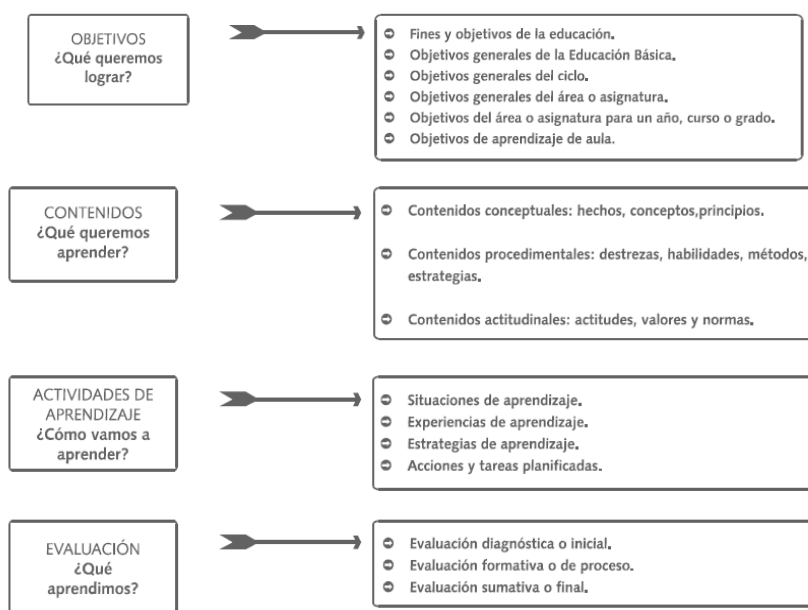 OBJETIVOS
¿Qué queremos
lograr?
Fines y objetivos de la educación.
Objetivos generales de la Educación Básica.
Objetivos generales del ciclo.
Objetivos generales del área o asignatura.
Objetivos del área o asignatura para un año, curso o grado.
Objetivos de aprendizaje de aula.
CONTENIDOS
¿Qué queremos
aprender?
Contenidos conceptuales: hechos, conceptos,principios.
Contenidos procedimentales: destrezas, habilidades, métodos,
estrategias.
Contenidos actitudinales: actitudes, valores y normas.
ACTIVIDADES DE
APRENDIZAJE
¿Cómo vamos a
aprender?
Situaciones de aprendizaje.
Experiencias de aprendizaje.
Estrategias de aprendizaje.
Acciones y tareas planificadas.
EVALUACIÓN
¿Qué
aprendimos?
Evaluación diagnóstica o inicial.
Evaluación formativa o de proceso.
Evaluación sumativa o final.